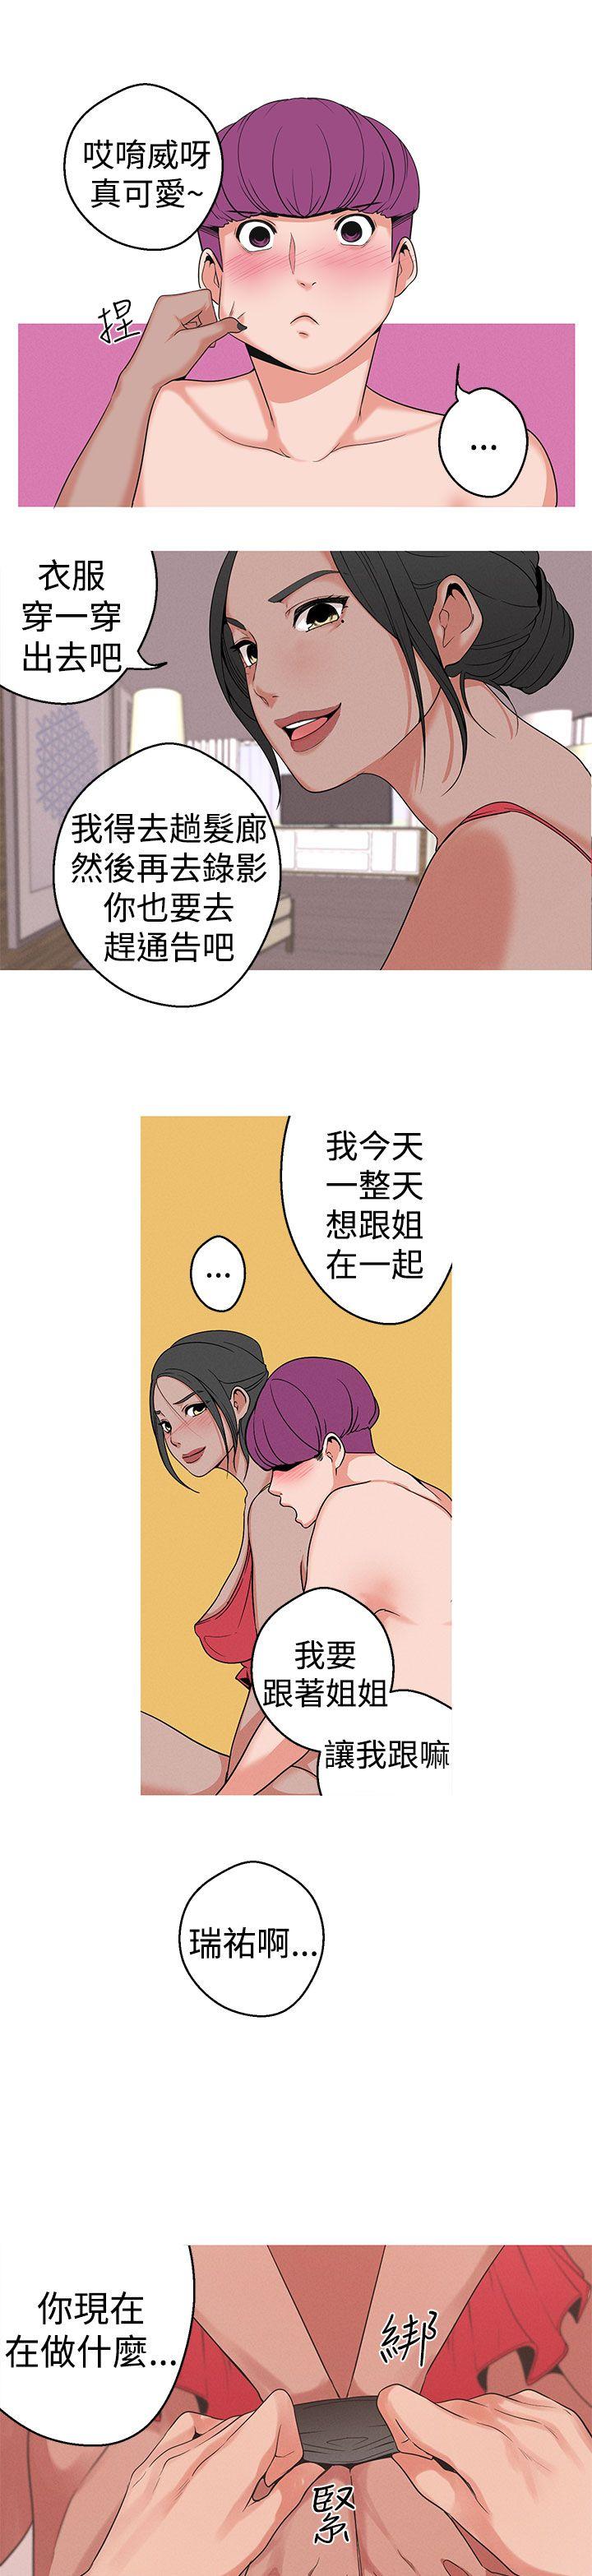 哎唷威呀
真可愛~
捏
...
衣服
穿一穿
出去吧
我得去趟髮廊
然後再去錄影
你也要去
趕通告吧
我今天
一整天
想跟姐
在一起
...
我要
跟著姐姐
讓我跟嘛
瑞祐啊...
你現在
在做什麼...
綁
緊